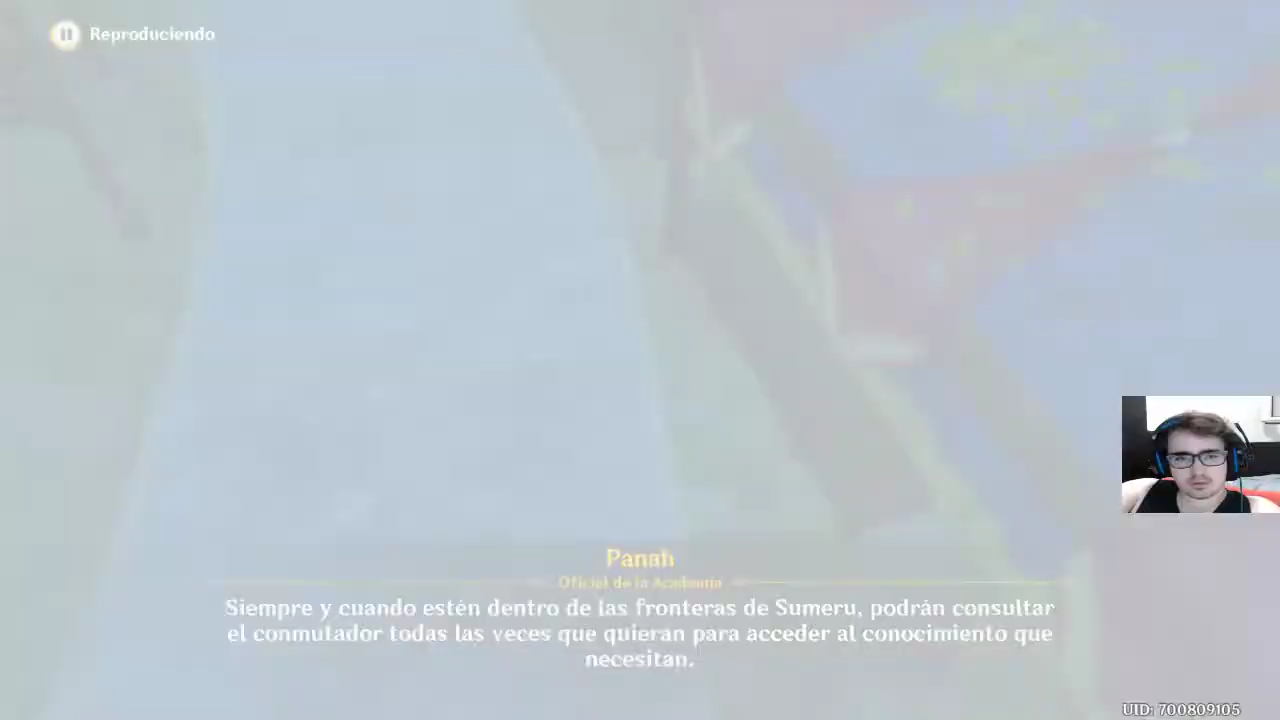 Reproduciendo
Panah
Oficial de la Academia
Siempre y cuando estén dentro de las fronteras de Sumeru, podrán consultar
el conmutador todas las veces que quieran para acceder al conocimiento que
necesitan.
UID: 700809105